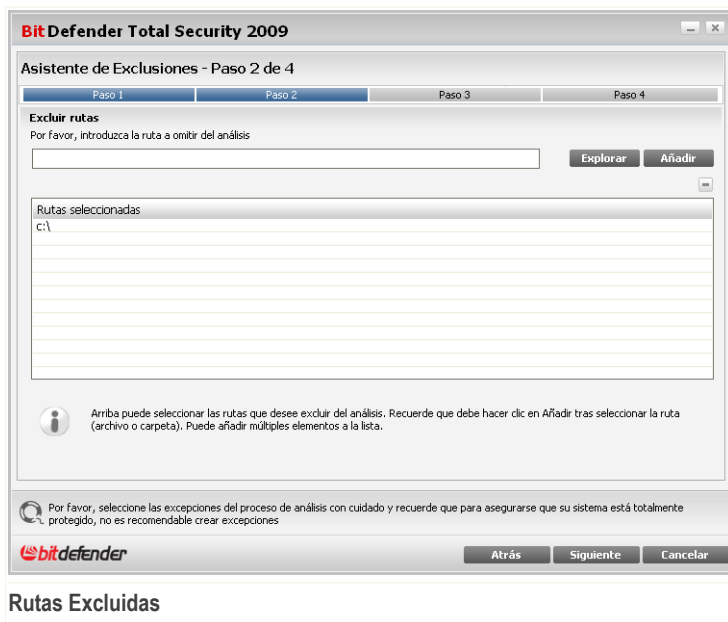 BitDefender Total Security 2009
Asistente de Exclusiones - Paso 2 de 4
Paso 1 Paso 2 Paso 3 Paso 4
Excluir rutas
Por favor, introduzca la ruta a omitir del análisis
Explorar Añadir
Rutas seleccionadas
c:\
Arriba puede seleccionar las rutas que desee excluir del análisis. Recuerde que debe hacer clic en Añadir tras seleccionar la ruta
(archivo o carpeta). Puede añadir múltiples elementos a la lista.
Por favor, seleccione las excepciones del proceso de análisis con cuidado y recuerde que para asegurarse que su sistema está totalmente
protegido, no es recomendable crear excepciones
bitdefender
Atrás Siguiente Cancelar
Rutas Excluidas